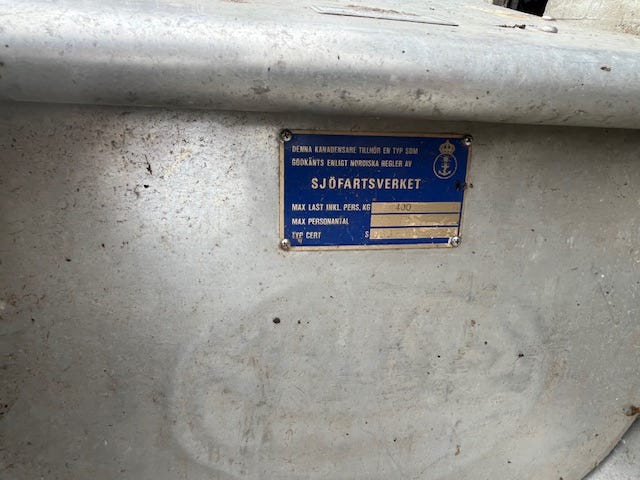 DENNA KANADENSARE TILLHÖR EN TYP SOM
GODKÄNTS ENLIGT NORDISKA REGLER AV
SJÖFARTSVERKET
MAX LAST INKL. PERS. KG 400
MAX PERSONANTAL
TYP CERT S